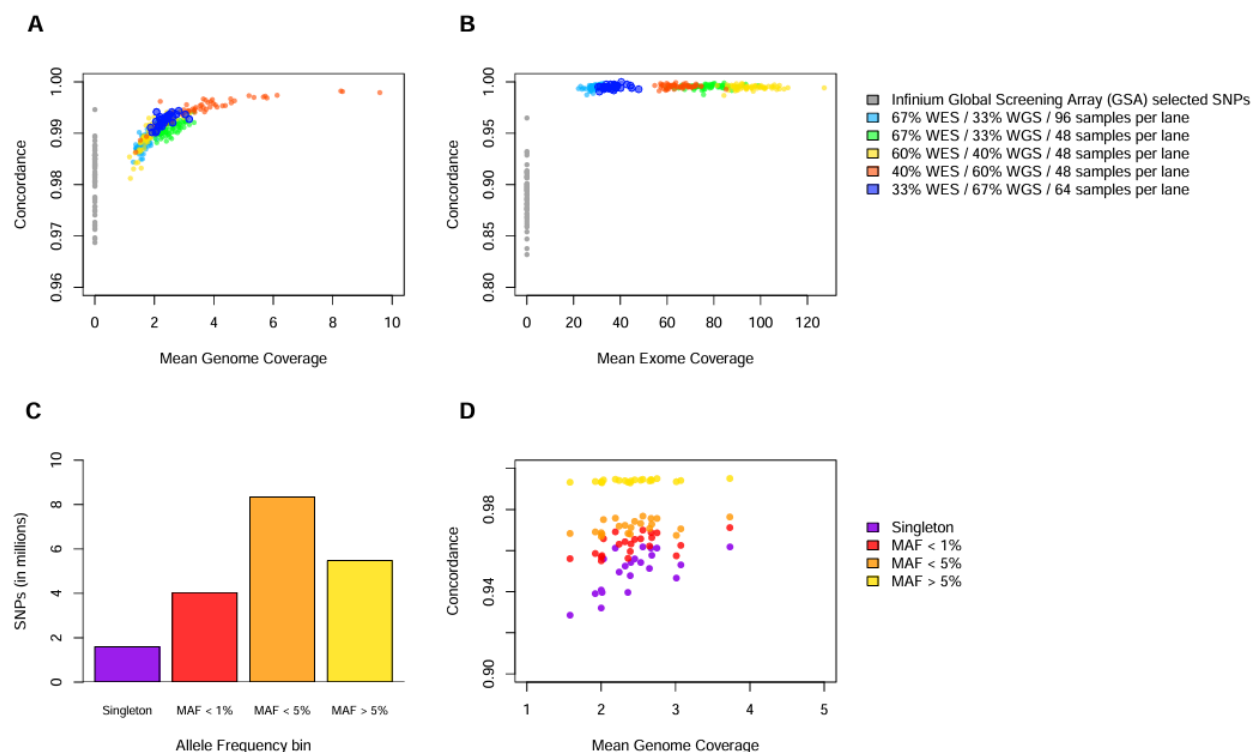 A
B
1.00
0.99
0.98
0.97
0.96
Concordance
0 2 4 6 8 10
Mean Genome Coverage
1.00
0.95
0.90
0.85
0.80
Concordance
0 20 40 60 80 100 120
Mean Exome Coverage
Infinium Global Screening Array (GSA) selected SNPs
67% WES / 33% WGS / 96 samples per lane
67% WES / 33% WGS / 48 samples per lane
60% WES / 40% WGS / 48 samples per lane
40% WES / 60% WGS / 48 samples per lane
33% WES / 67% WGS / 64 samples per lane
C
D
10
8
6
4
2
0
SNPs (in millions)
Singleton MAF < 1% MAF < 5% MAF > 5%
Allele Frequency bin
0.98
0.94
0.90
Concordance
1 2 3 4 5
Mean Genome Coverage
Singleton
MAF < 1%
MAF < 5%
MAF > 5%